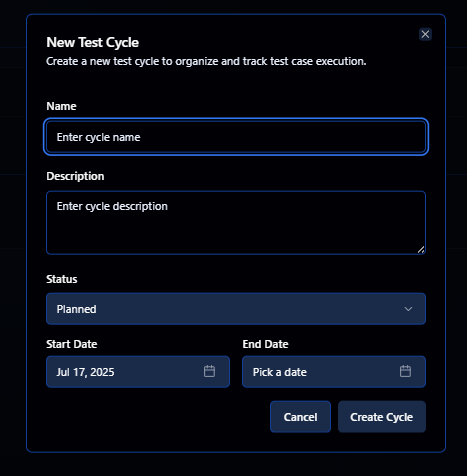 New Test Cycle
Create a new test cycle to organize and track test case execution.
Name
Enter cycle name
Description
Enter cycle description
Status
Planned
Start Date
End Date
Jul 17, 2025
Pick a date
Cancel
Create Cycle